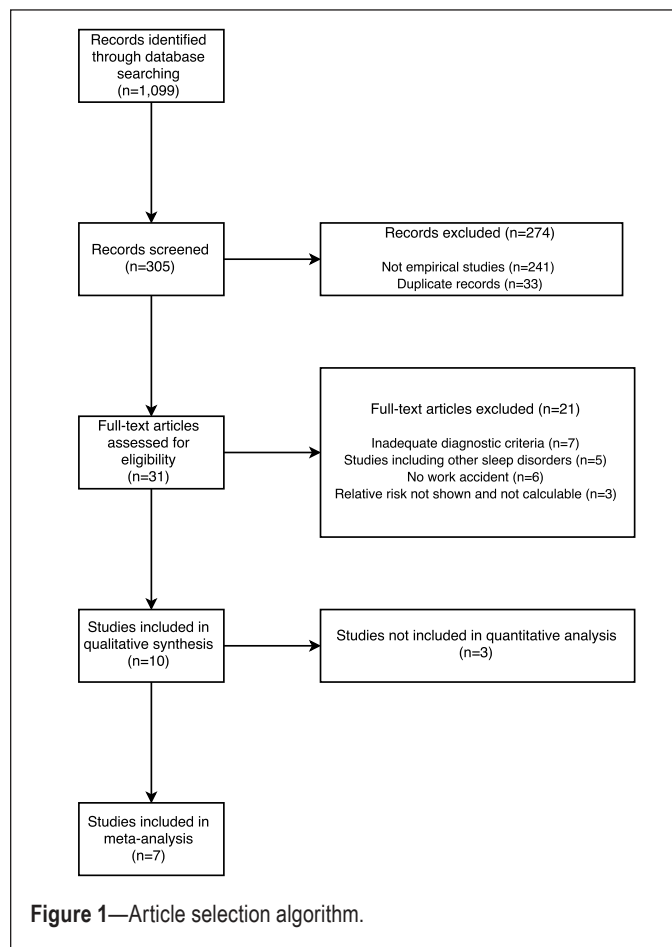 Records identified
through database
searching
(n=1,099)
Records screened
(n=305)
Records excluded (n=274)
Not empirical studies (n=241)
Duplicate records (n=33)
Full-text articles
assessed for
eligibility
(n=31)
Full-text articles excluded (n=21)
Inadequate diagnostic criteria (n=7)
Studies including other sleep disorders (n=5)
No work accident (n=6)
Relative risk not shown and not calculable (n=3)
Studies included in
qualitative synthesis
(n=10)
Studies not included in quantitative analysis
(n=3)
Studies included in
meta-analysis
(n=7)
Figure 1—Article selection algorithm.